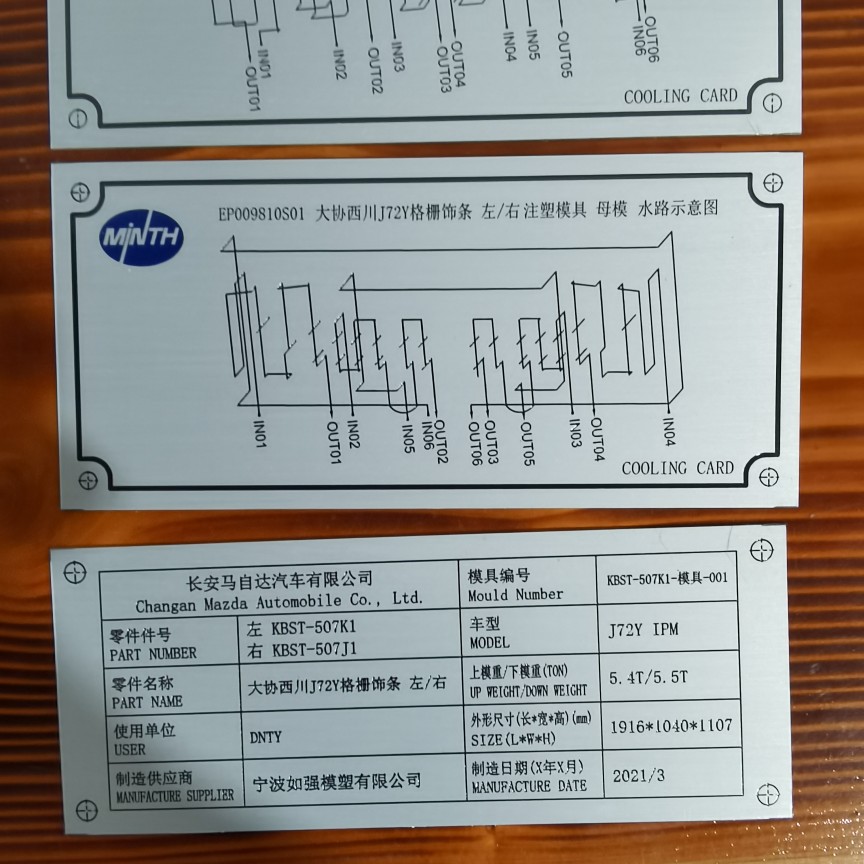 IN01
OUT01
IN02
OUT02
IN03
OUT03
OUT04
IN04
IN05
OUT05
IN06
OUT06
COOLING CARD
MINTH
EP009810S01 大协西川J72Y格栅饰条 左/右注塑模具 母模 水路示意图
IN01
OUT01
IN02
IN05
IN06
OUT02
OUT06
OUT03
OUT05
IN03
OUT04
IN04
COOLING CARD
长安马自达汽车有限公司
Changan Mazda Automobile Co., Ltd.
模具编号
Mould Number
KBST-507K1-模具-001
零件件号
PART NUMBER
左 KBST-507K1
右 KBST-507J1
车型
MODEL
J72Y IPM
零件名称
PART NAME
大协西川J72Y格栅饰条 左/右
上模重/下模重(TON)
UP WEIGHT/DOWN WEIGHT
5.4T/5.5T
使用单位
USER
DNTY
外形尺寸(长*宽*高)(mm)
SIZE(L*W*H)
1916*1040*1107
制造供应商
MANUFACTURE SUPPLIER
宁波如强模塑有限公司
制造日期(X年X月)
MANUFACTURE DATE
2021/3